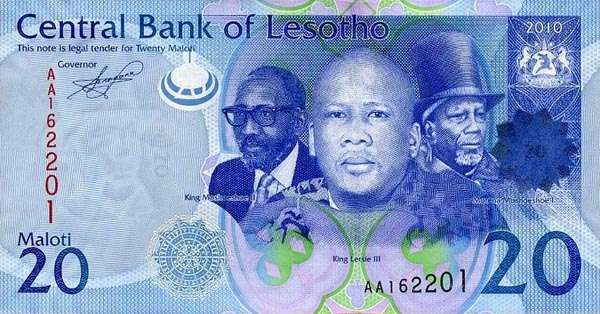 Central Bank of Lesotho
2010
This note is legal tender for Twenty Maloti
Governor
AA162201
20
King Moshoeshoe II
Moshoeshoe I
King Letsie III
Maloti
20
AA162201
20